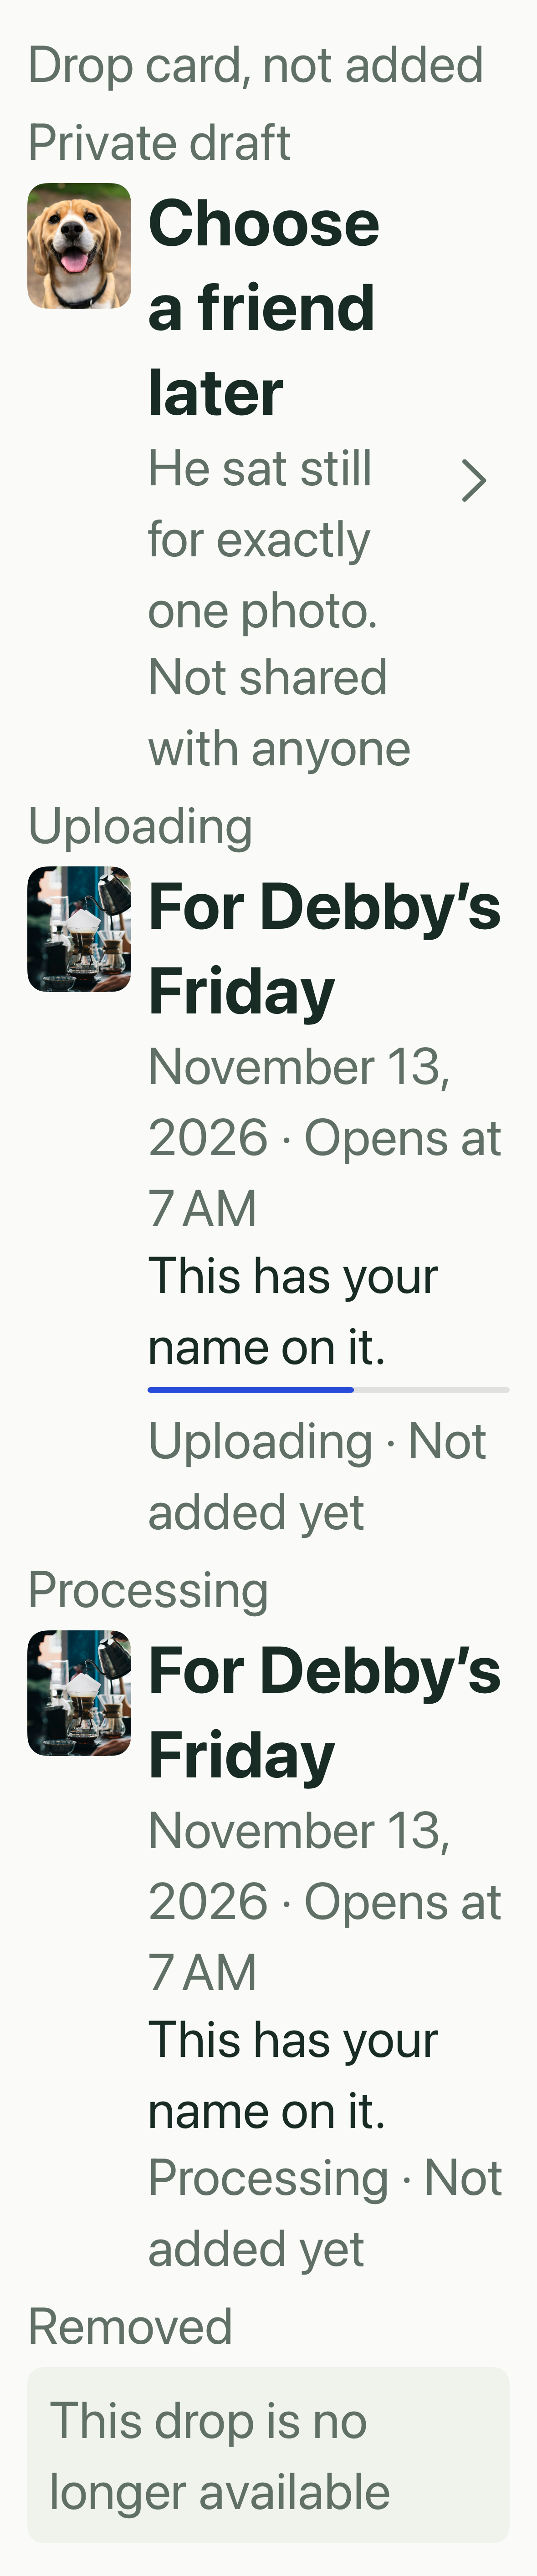 Drop card, not added
Private draft
Choose
a friend
later
He sat still
for exactly
one photo.
Not shared
with anyone
Uploading
For Debby’s
Friday
November 13,
2026 · Opens at
7 AM
This has your
name on it.
Uploading · Not
added yet
Processing
For Debby’s
Friday
November 13,
2026 · Opens at
7 AM
This has your
name on it.
Processing · Not
added yet
Removed
This drop is no
longer available